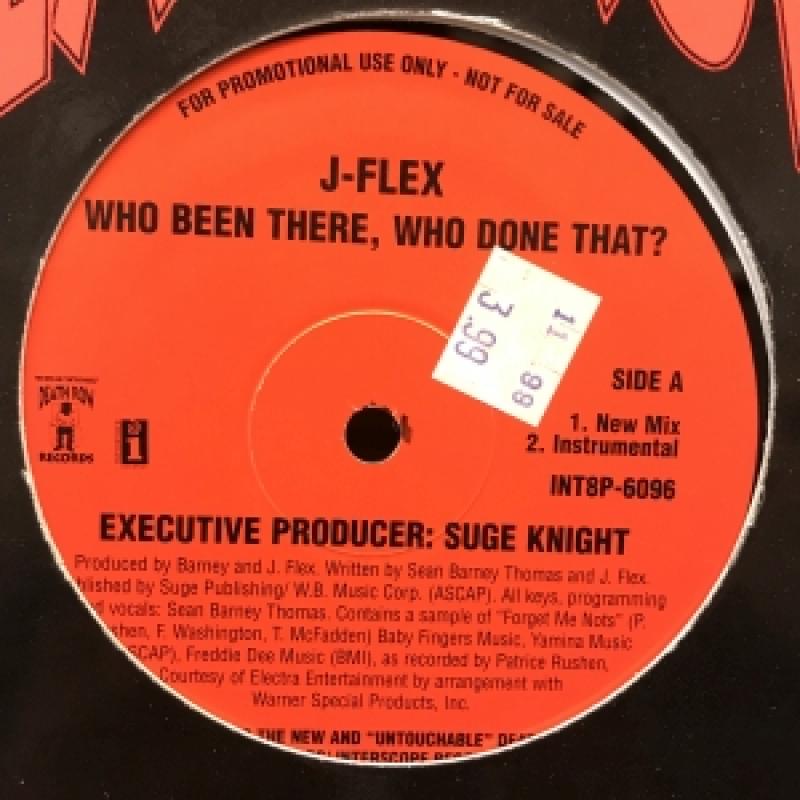 FOR PROMOTIONAL USE ONLY - NOT FOR SALE
J-FLEX
WHO BEEN THERE, WHO DONE THAT?
3.99
11
88
SIDE A
1. New Mix
2. Instrumental
INT8P-6096
DEATH ROW
RECORDS
EXECUTIVE PRODUCER: SUGE KNIGHT
Produced by Barney and J. Flex. Written by Sean Barney Thomas and J. Flex.
by Suge Publishing/ W.B. Music Corp. (ASCAP). All keys, programming
vocals: Sean Barney Thomas. Contains a sample of "Forget Me Nots" (P.
F. Washington, T. McFadden) Baby Fingers Music, Yamina Music
Freddie Dee Music (BMI), as recorded by Patrice Rushen,
Courtesy of Electra Entertainment by arrangement with
Warner Special Products, Inc.
THE NEW AND "UNTOUCHABLE"
INTERSCOPE